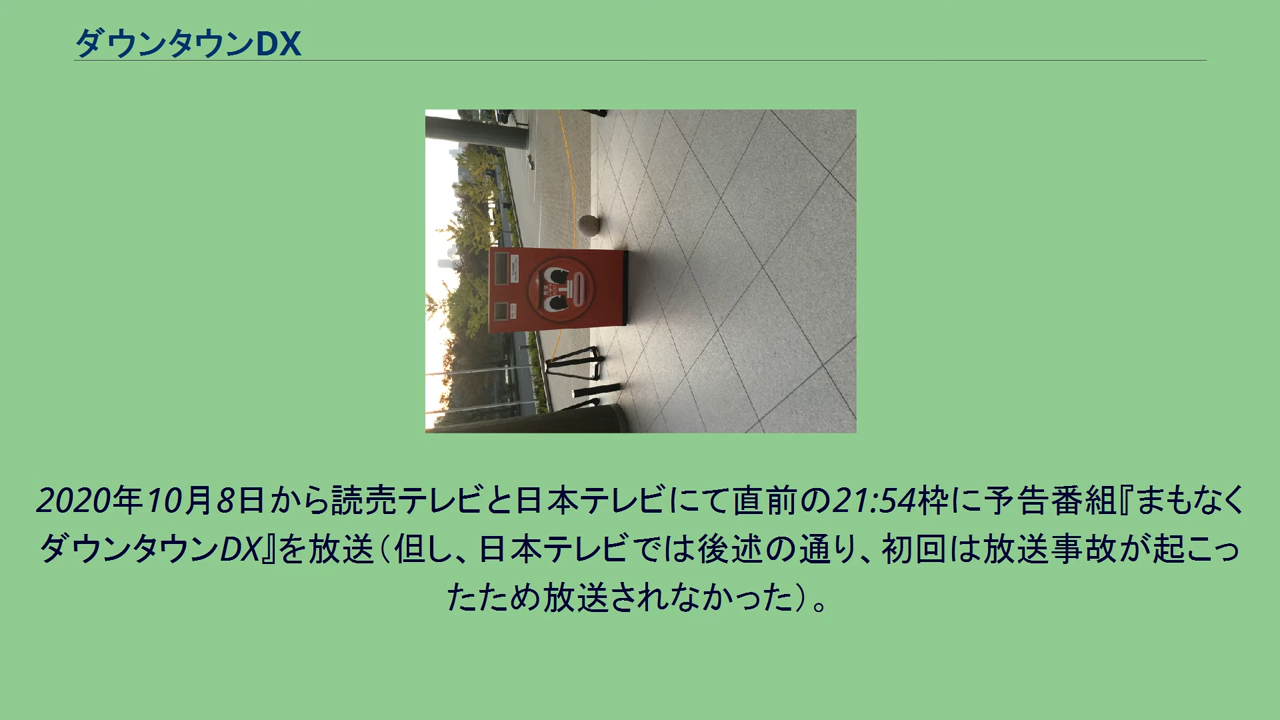 ダウンタウンDX
2020年10月8日から読売テレビと日本テレビにて直前の21:54枠に予告番組『まもなく
ダウンタウンDX』を放送（但し、日本テレビでは後述の通り、初回は放送事故が起こっ
たため放送されなかった）。